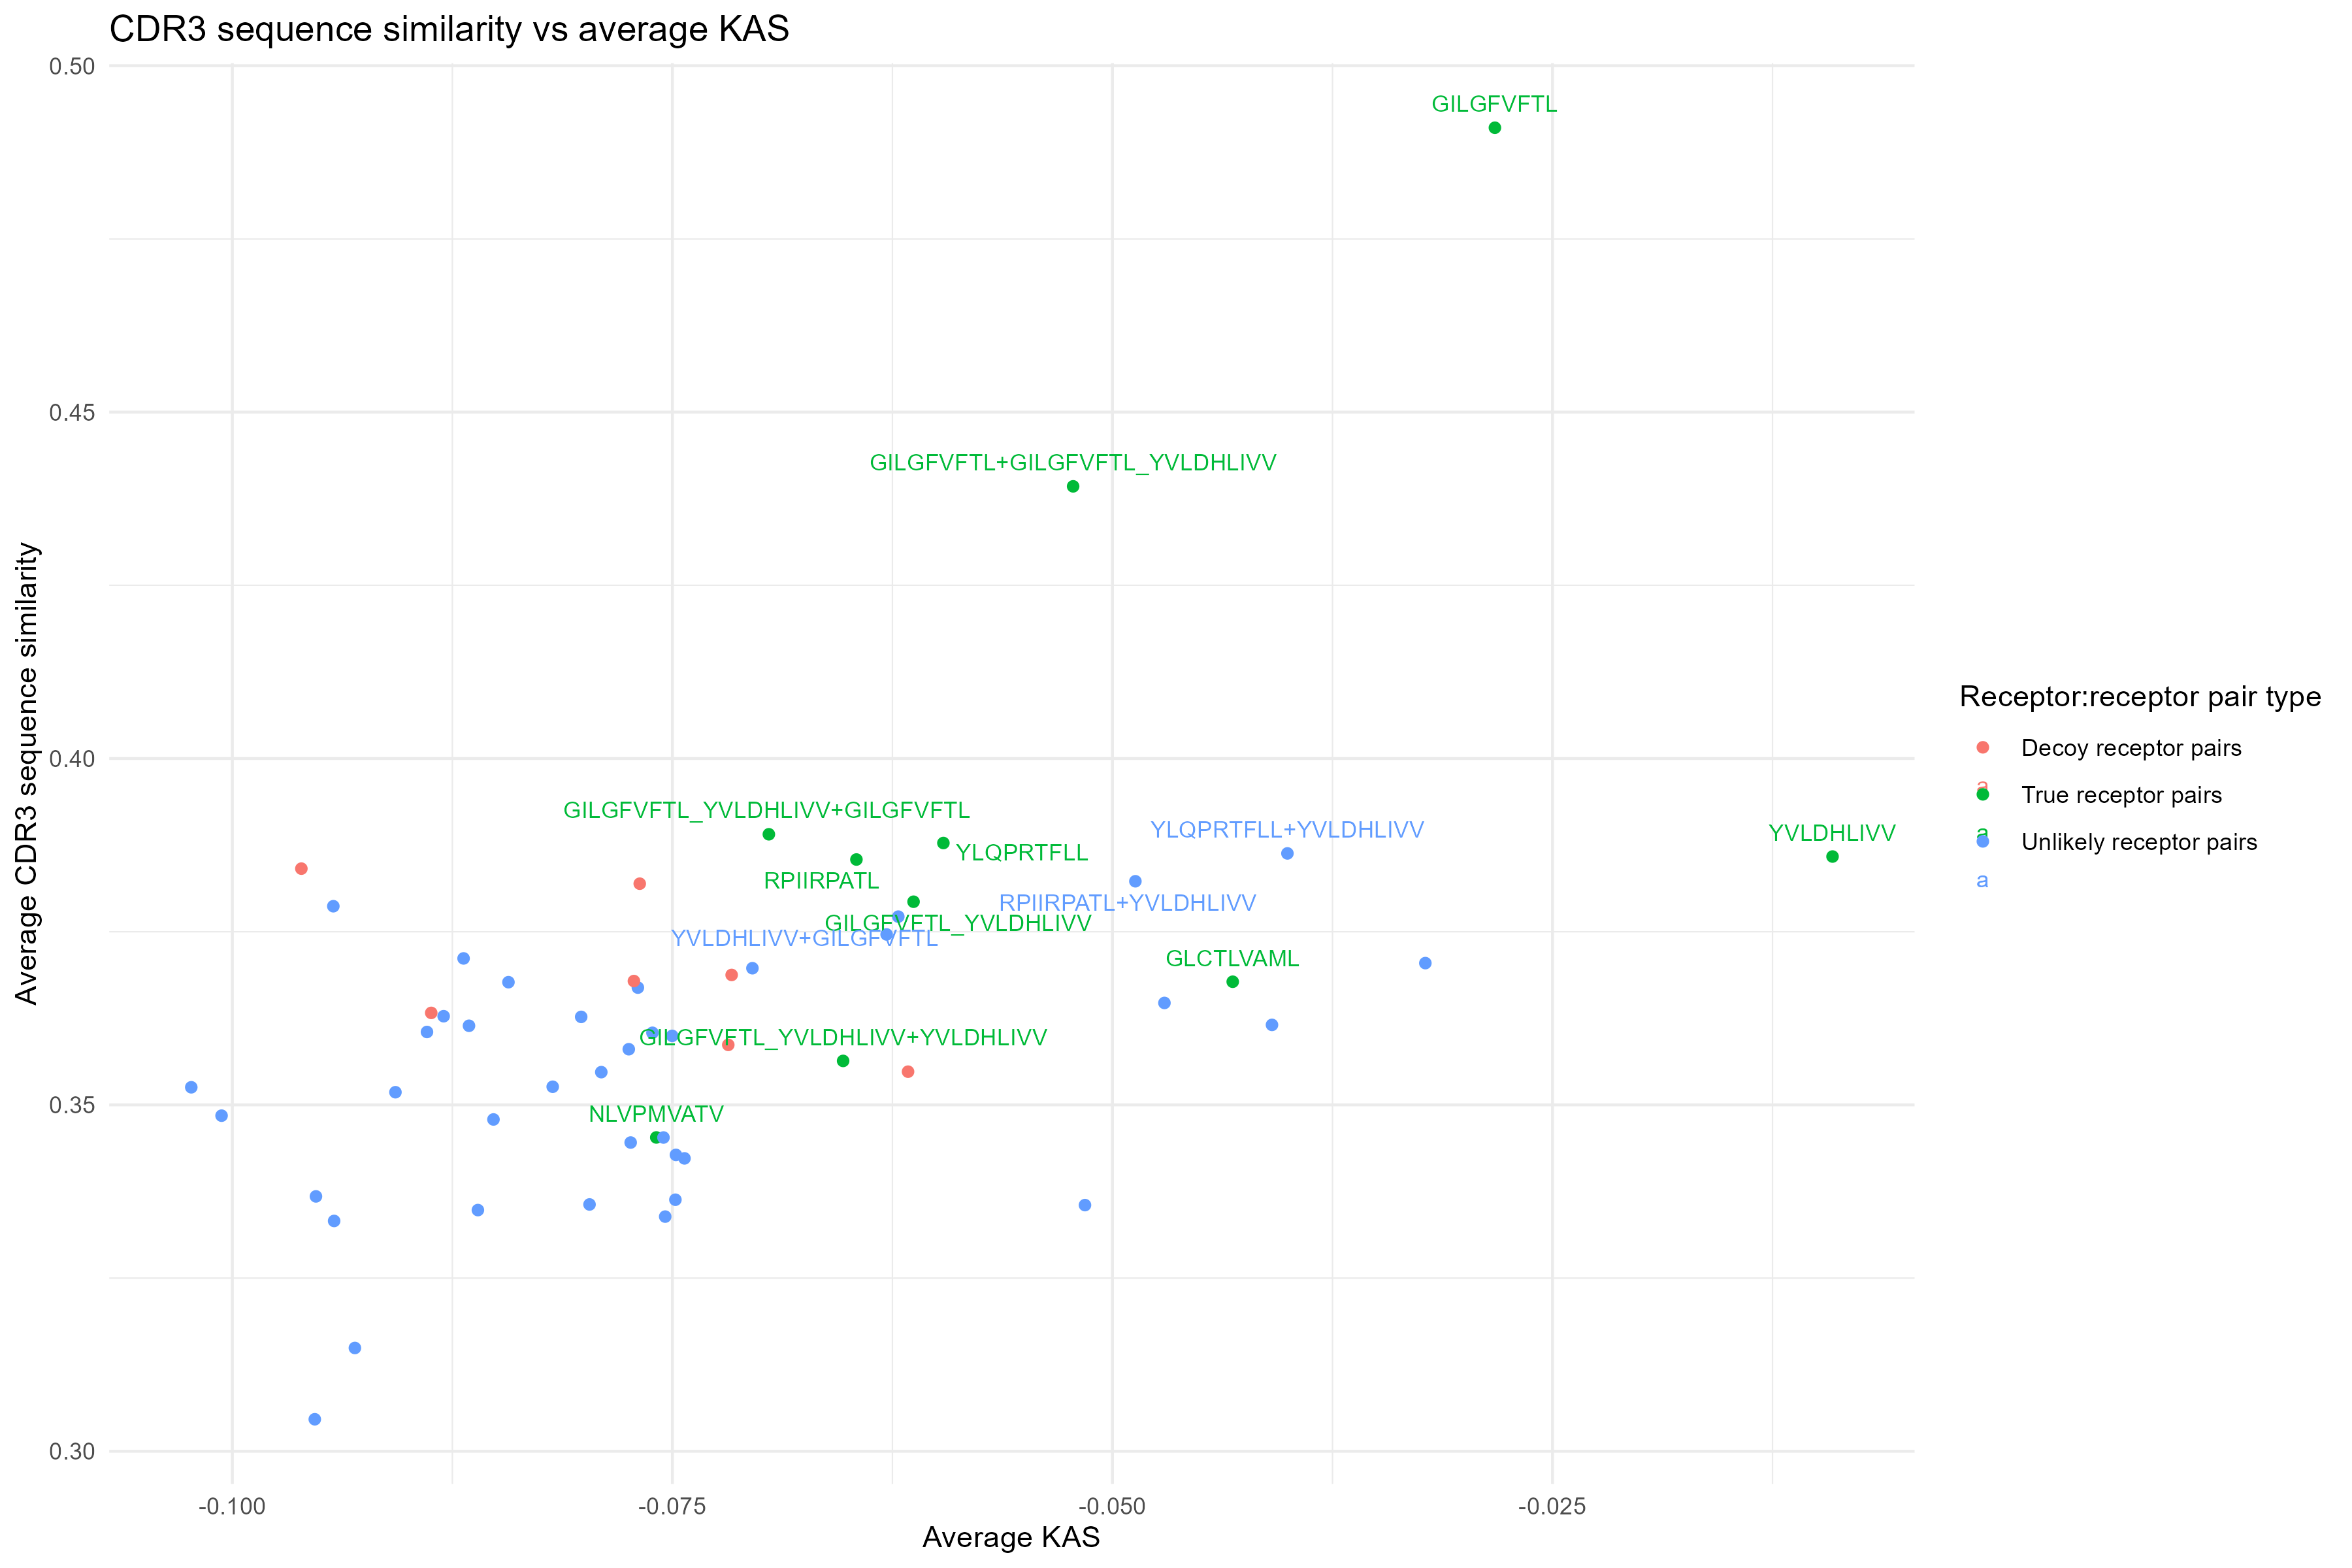 CDR3 sequence similarity vs average KAS
0.50
GILGFVFTL
0.45
GILGFVFTL+GILGFVFTL_YVLDHLIVV
Average CDR3 sequence similarity
0.40
GILGFVFTL_YVLDHLIVV+GILGFVFTL
YLQPRTFLL+YVLDHLIVV
YVLDHLIVV
YLQPRTFLL
RPIIRPATL
RPIIRPATL+YVLDHLIVV
GILGFVFTL_YVLDHLIVV
YVLDHLIVV+GILGFVFTL
GLCTLVAML
GILGFVFTL_YVLDHLIVV+YVLDHLIVV
0.35
NLVPMVATV
0.30
-0.100
-0.075
-0.050
-0.025
Average KAS
Receptor:receptor pair type
Decoy receptor pairs
a
True receptor pairs
a
Unlikely receptor pairs
a